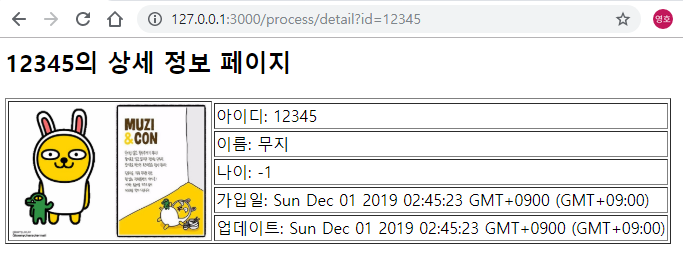 127.0.0.1:3000/process/detail?id=12345
영호
12345의 상세 정보 페이지
MUZI
&CON
아이디: 12345
이름: 무지
나이: -1
가입일: Sun Dec 01 2019 02:45:23 GMT+0900 (GMT+09:00)
업데이트: Sun Dec 01 2019 02:45:23 GMT+0900 (GMT+09:00)